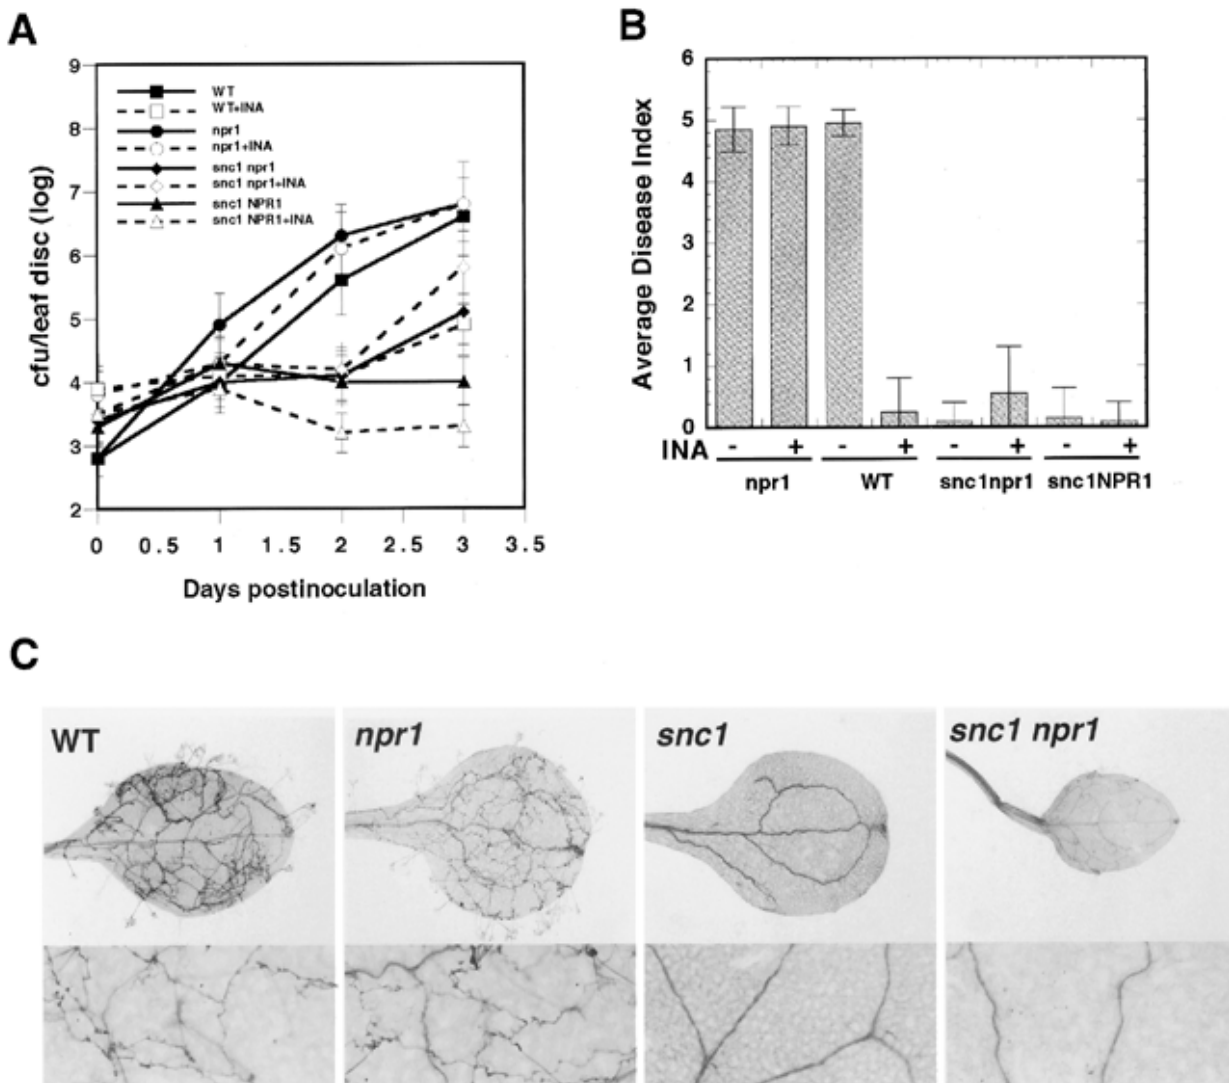 A
9
8
7
6
5
4
3
2
cfu/leaf disc (log)
WT
WT+INA
npr1
npr1+INA
snc1 npr1
snc1 npr1+INA
snc1 NPR1
snc1 NPR1+INA
0 0.5 1 1.5 2 2.5 3 3.5
Days postinoculation
B
6
5
4
3
2
1
0
Average Disease Index
INA - + - + - + - +
npr1 WT snc1npr1 snc1NPR1
C
WT npr1 snc1 snc1 npr1